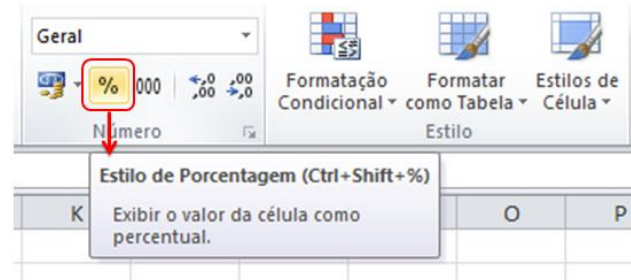 Geral
% 000 ,0 ,00 ,00 ,0
Formatação Condicional
Formatar como Tabela
Estilos de Célula
Número
Estilo
Estilo de Porcentagem (Ctrl+Shift+%)
Exibir o valor da célula como
percentual.
K O P